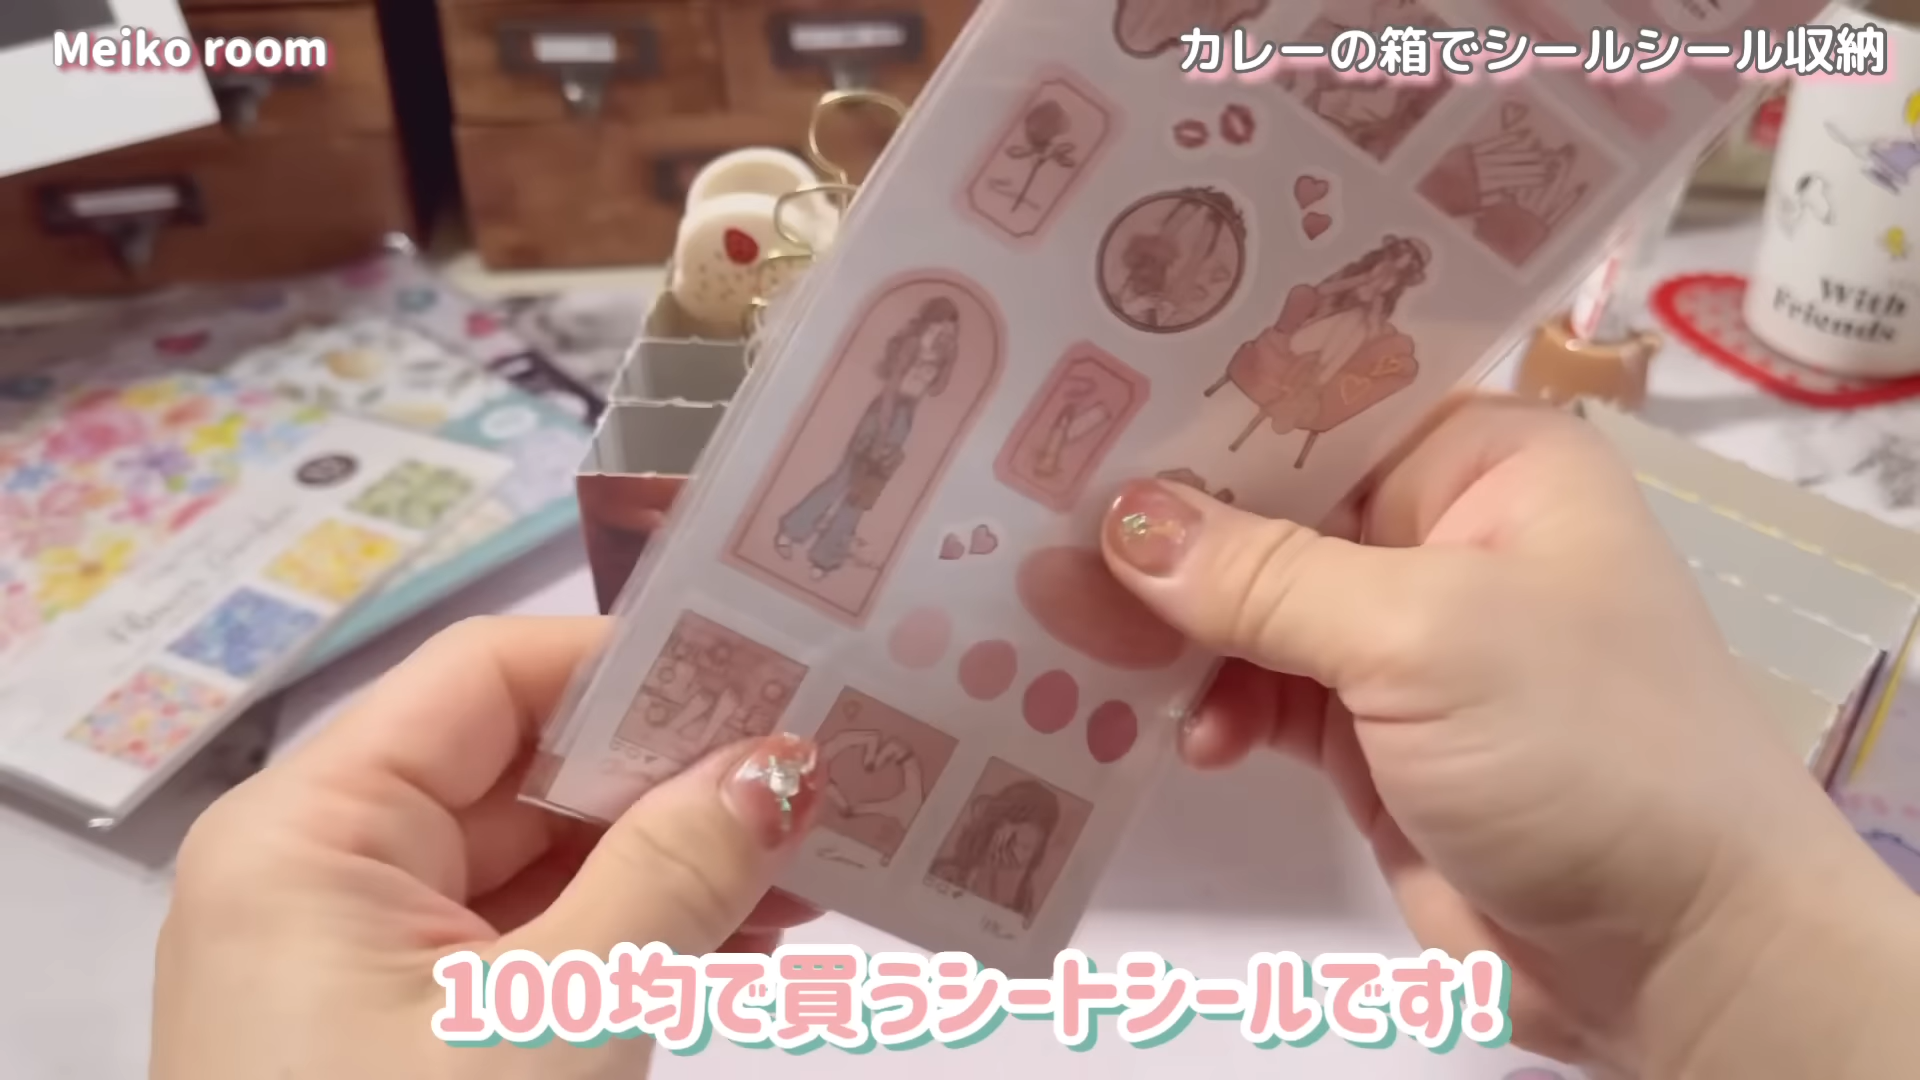 Meiko room
カレーの箱でシールシール収納
With
Friends
100均で買うシートシールです!